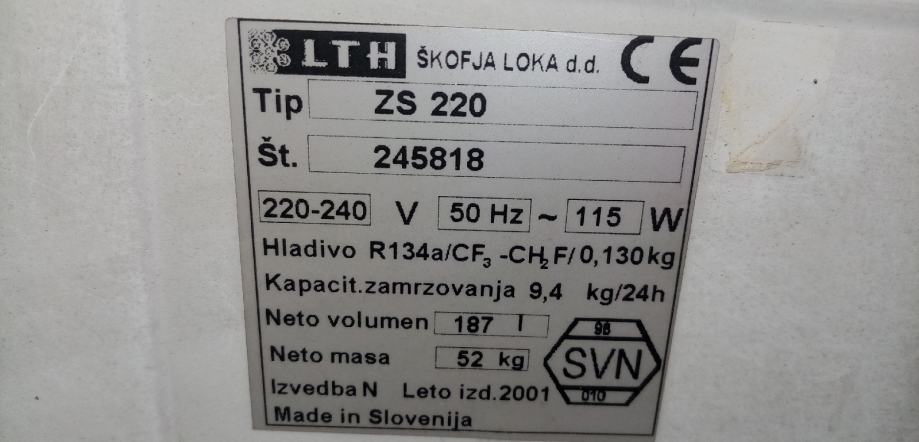 LTH ŠKOFJA LOKA d.d. CE
Tip ZS 220
Št. 245818
220-240 V 50 Hz ~ 115 W
Hladivo R134a/CF₃ -CH₂F/0,130kg
Kapacit.zamrzovanja 9,4 kg/24h
Neto volumen 187 l
98
Neto masa 52 kg
SVN
Izvedba N Leto izd.2001
010
Made in Slovenija